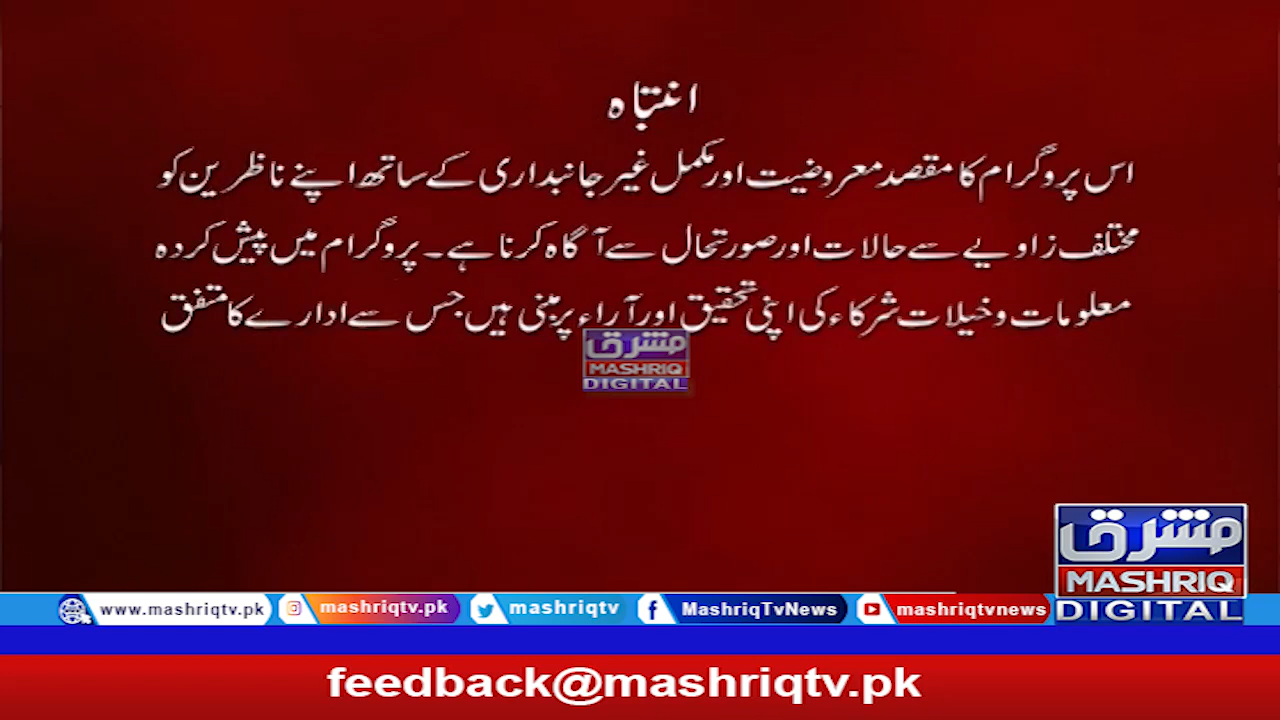 انتباہ
اس پروگرام کا مقصد معروضیت اور مکمل غیر جانبداری کے ساتھ اپنے ناظرین کو
مختلف زاویے سے حالات اور صورتحال سے آگاہ کرنا ہے۔ پروگرام میں پیش کردہ
معلومات و خیلات شرکاء کی اپنی تحقیق اور آراء پر مبنی ہیں جس سے ادارے کا متفق
مشرق
MASHRIQ
DIGITAL
مشرق
MASHRIQ
DIGITAL
www.mashriqtv.pk mashriqtv.pk mashriqtv MashriqTvNews mashriqtvnews
feedback@mashriqtv.pk